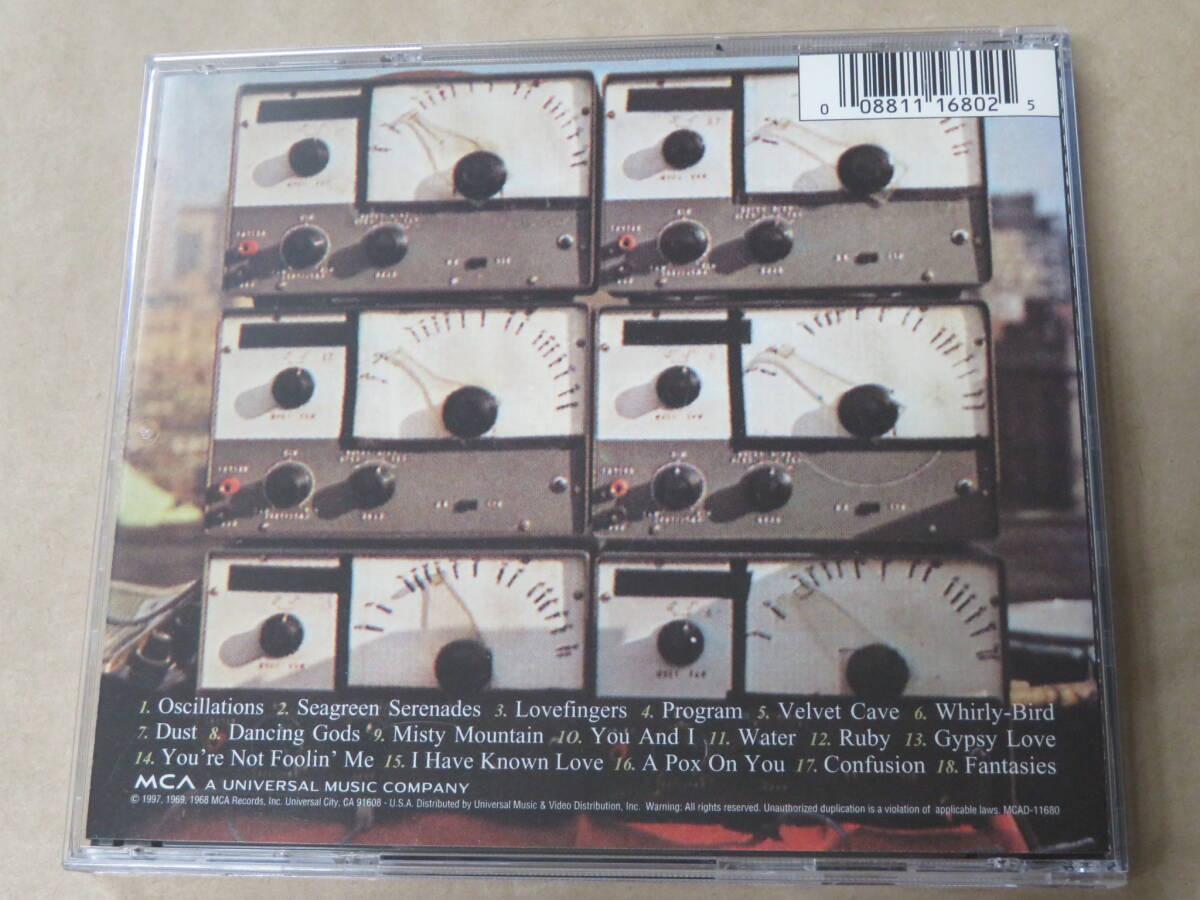 0 08811 16802 5
1. Oscillations 2. Seagreen Serenades 3. Lovefingers 4. Program 5. Velvet Cave 6. Whirly-Bird
7. Dust 8. Dancing Gods 9. Misty Mountain 10. You And I 11. Water 12. Ruby 13. Gypsy Love
14. You're Not Foolin' Me 15. I Have Known Love 16. A Pox On You 17. Confusion 18. Fantasies
MCA A UNIVERSAL MUSIC COMPANY
© 1997, 1969, 1968 MCA Records, Inc. Universal City, CA 91608 - U.S.A. Distributed by Universal Music & Video Distribution, Inc. Warning: All rights reserved. Unauthorized duplication is a violation of applicable laws. MCAD-11680